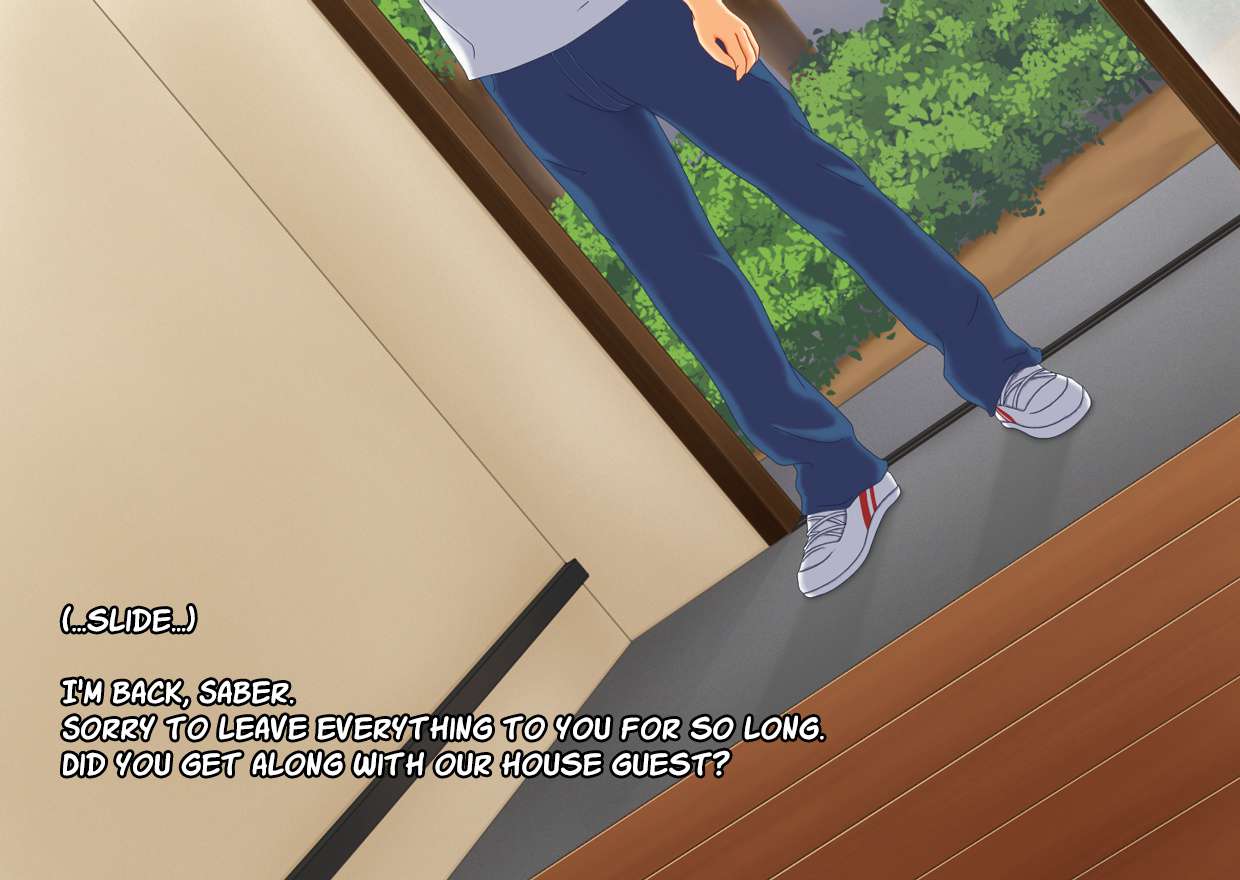 (...SLIDE...)
I'M BACK, SABER.
SORRY TO LEAVE EVERYTHING TO YOU FOR SO LONG.
DID YOU GET ALONG WITH OUR HOUSE GUEST?